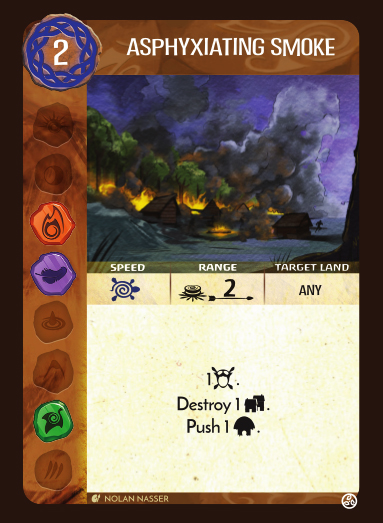 2
ASPHYXIATING SMOKE
SPEED RANGE TARGET LAND
2 ANY
1.
Destroy 1.
Push 1.
NOLAN NASSER